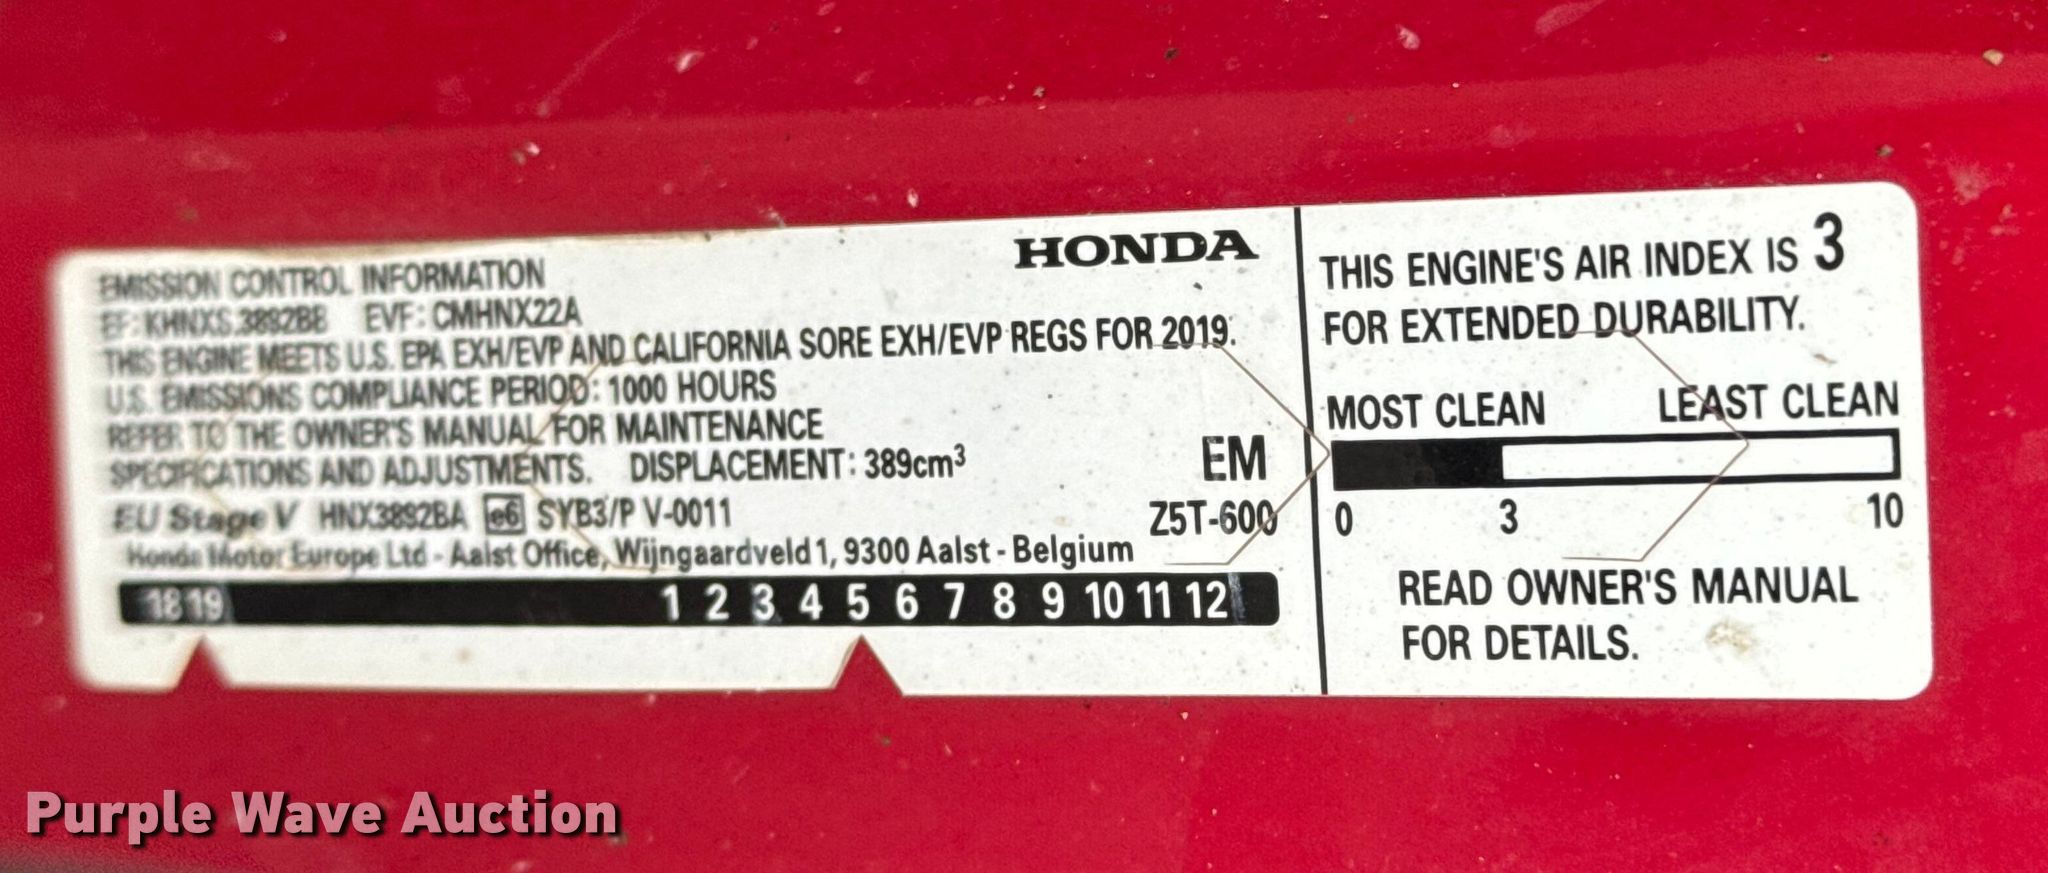 HONDA
EMISSION CONTROL INFORMATION
EF: KHNXS.3892BB EVF: CMHNX22A
THIS ENGINE MEETS U.S. EPA EXH/EVP AND CALIFORNIA SORE EXH/EVP REGS FOR 2019.
U.S. EMISSIONS COMPLIANCE PERIOD: 1000 HOURS
REFER TO THE OWNER'S MANUAL FOR MAINTENANCE
SPECIFICATIONS AND ADJUSTMENTS. DISPLACEMENT: 389cm³
EM
EU Stage V HNX3892BA e6 SYB3/P V-0011
Z5T-600
Honda Motor Europe Ltd - Aalst Office, Wijngaardveld 1, 9300 Aalst - Belgium
18 19 1 2 3 4 5 6 7 8 9 10 11 12
THIS ENGINE'S AIR INDEX IS 3
FOR EXTENDED DURABILITY.
MOST CLEAN LEAST CLEAN
0 3 10
READ OWNER'S MANUAL
FOR DETAILS.
Purple Wave Auction